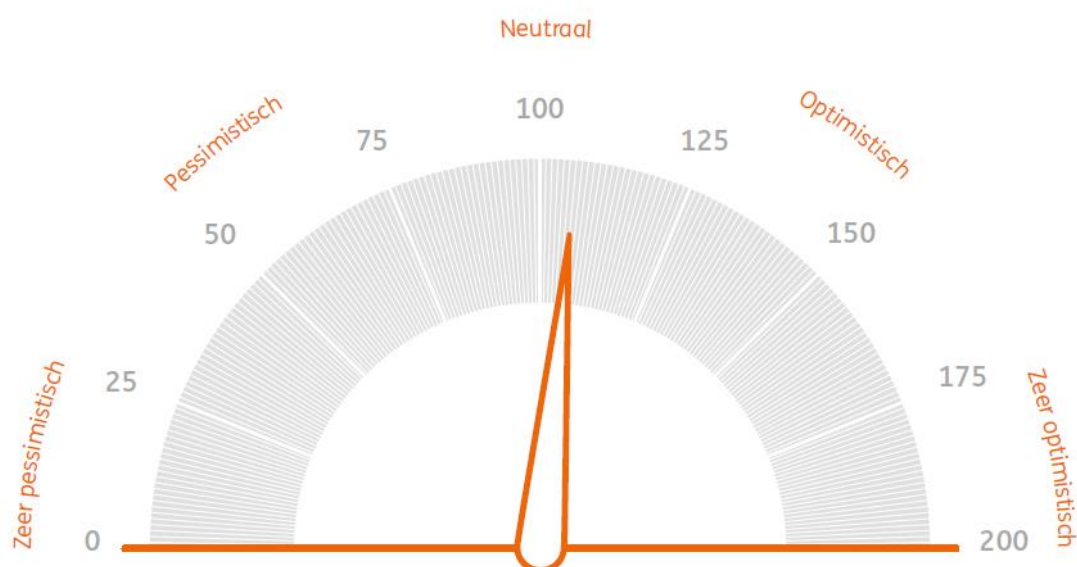 Neutraal
Pessimistisch
Optimistisch
100
75
125
50
150
Zeer pessimistisch
25
175
Zeer optimistisch
0
200